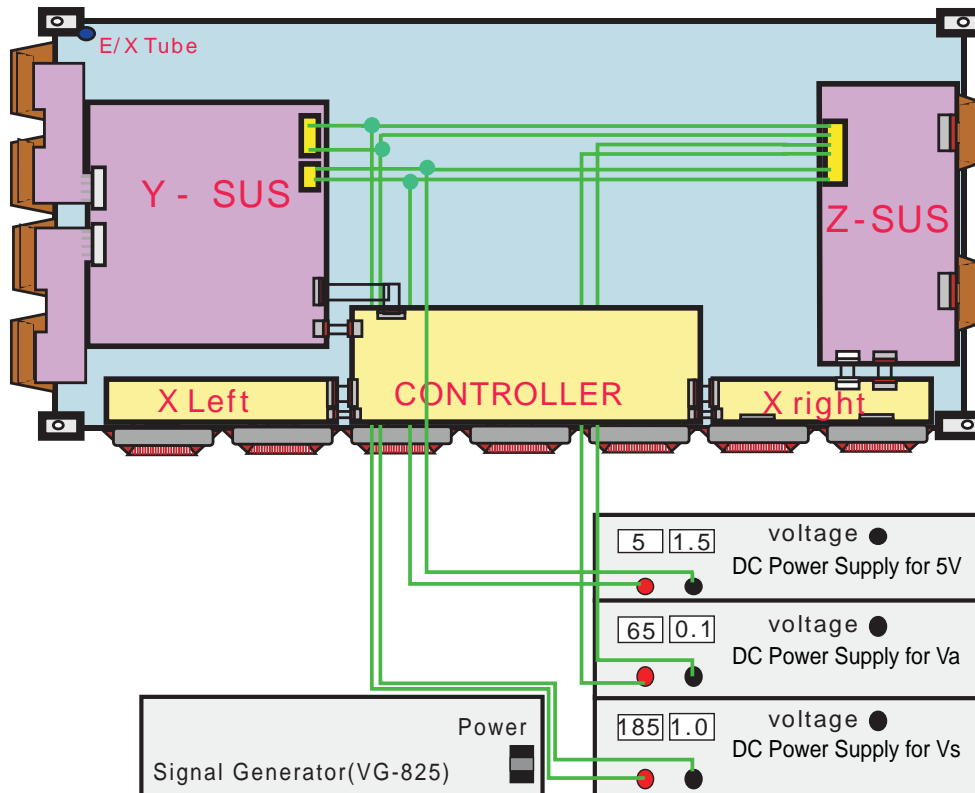 E/X Tube
Y - SUS
Z-SUS
X Left
CONTROLLER
X right
5 1.5 voltage
DC Power Supply for 5V
65 0.1 voltage
DC Power Supply for Va
185 1.0 voltage
DC Power Supply for Vs
Power
Signal Generator(VG-825)